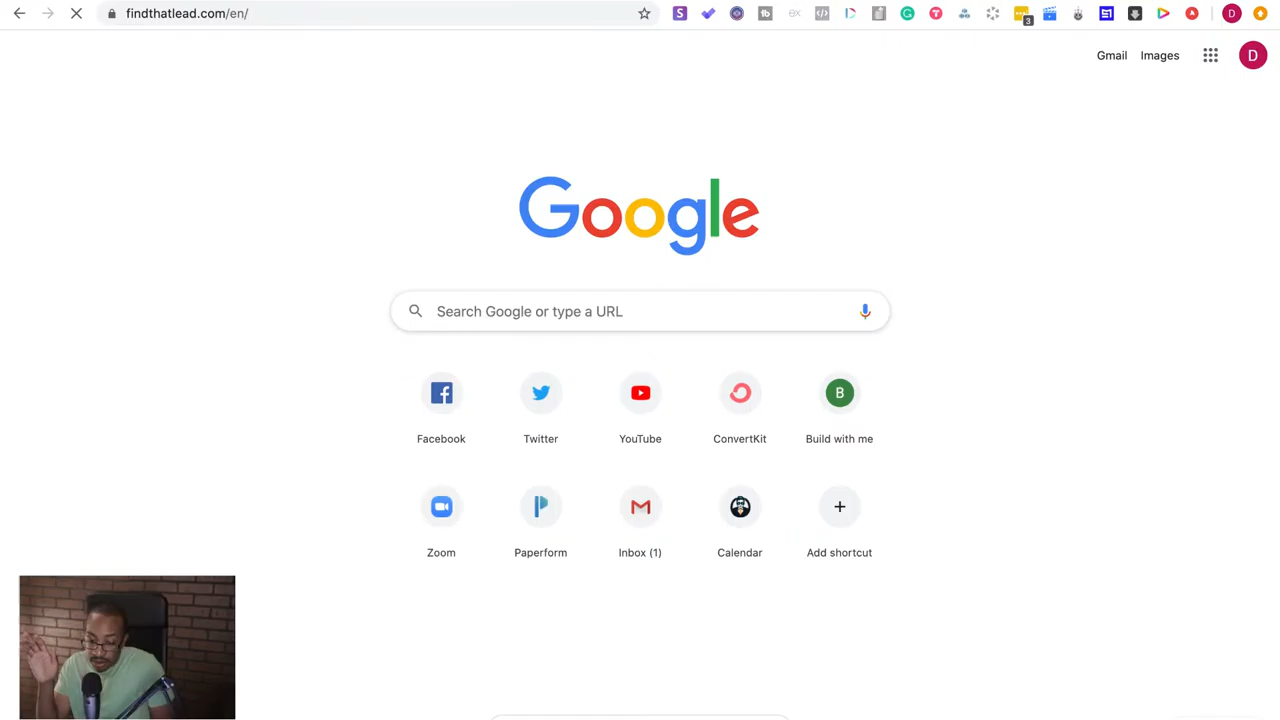 findthatlead.com/en/
3
D
Gmail
Images
D
Google
Search Google or type a URL
B
Facebook
Twitter
YouTube
ConvertKit
Build with me
Zoom
Paperform
Inbox (1)
Calendar
Add shortcut